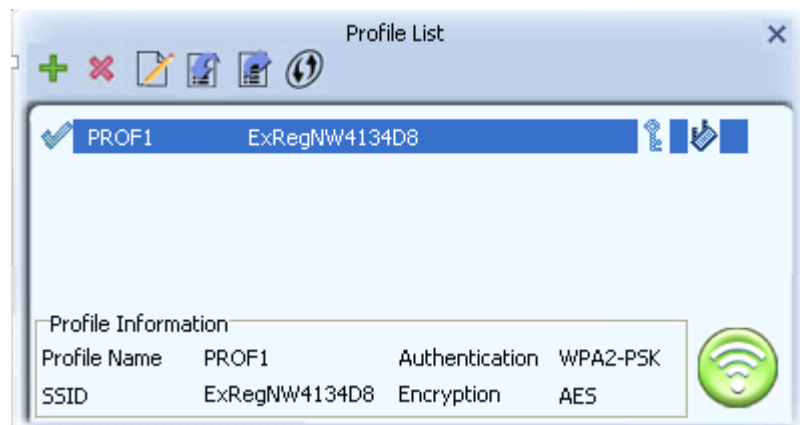 Profile List
PROF1 ExRegNW4134D8
Profile Information
Profile Name PROF1 Authentication WPA2-PSK
SSID ExRegNW4134D8 Encryption AES